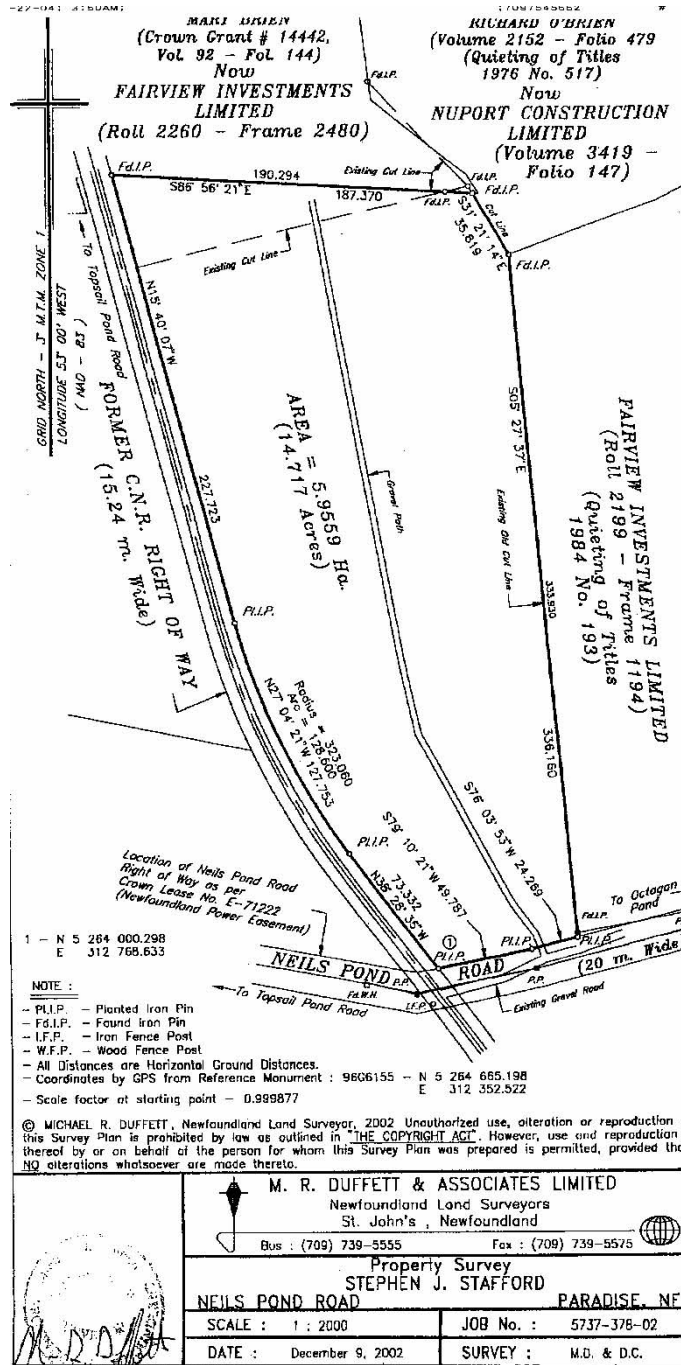 MARY BRIEN
(Crown Grant # 14442,
Vol. 92 - Fol. 144)
Now
FAIRVIEW INVESTMENTS
LIMITED
(Roll 2260 - Frame 2480)
RICHARD O'BRIEN
(Volume 2152 - Folio 479
(Quieting of Titles
1976 No. 517)
Now
NUPORT CONSTRUCTION
LIMITED
(Volume 3419 -
Folio 147)
Fd.I.P.
Fd.I.P.
190.294
S86° 56' 21"E
187.370
Existing Cut Line
Fd.I.P.
Fd.I.P.
Fd.I.P.
Cut Line
S31° 21' 14"E
35.819
Fd.I.P.
Existing Cut Line
GRID NORTH - 3° M.T.M. ZONE 1
LONGITUDE 53° 00' WEST
( NAD - 83 )
To Topsail Pond Road
N15° 40' 07"W
227.723
FORMER C.N.R. RIGHT OF WAY
(15.24 m. Wide)
AREA = 5.9559 Ha.
(14.717 Acres)
Gravel Path
S05° 27' 37"E
Existing Old Cut Line
333.930
336.160
FAIRVIEW INVESTMENTS LIMITED
(Roll 2199 - Frame 1194)
(Quieting of Titles
1984 No. 193)
Pl.I.P.
Radius = 323.060
Arc = 128.600
N27° 04' 21"W 127.753
Pl.I.P.
73.332
N38° 28' 35"W
S79° 10' 21"W 49.787
S76° 03' 53"W 24.269
Location of Neils Pond Road
Right of Way as per
Crown Lease No. E-71222
(Newfoundland Power Easement)
To Octagon
Pond
Fd.I.P.
Pl.I.P.
Pl.I.P.
1
Pl.I.P.
NEILS POND ROAD
(20 m. Wide
P.P.
P.P.
Fd.W.H.
I.F.P.
To Topsail Pond Road
Existing Gravel Road
1 - N 5 264 000.298
E 312 768.633
NOTE :
- Pl.I.P. - Planted Iron Pin
- Fd.I.P. - Found Iron Pin
- I.F.P. - Iron Fence Post
- W.F.P. - Wood Fence Post
- All Distances are Horizontal Ground Distances.
- Coordinates by GPS from Reference Monument : 96G6155 - N 5 264 665.198
E 312 352.522
- Scale factor at starting point - 0.999877
© MICHAEL R. DUFFETT, Newfoundland Land Surveyor, 2002 Unauthorized use, alteration or reproduction
this Survey Plan is prohibited by law as outlined in "THE COPYRIGHT ACT". However, use and reproduction
thereof by or on behalf of the person for whom this Survey Plan was prepared is permitted, provided tha
NO alterations whatsoever are made thereto.
M. R. DUFFETT & ASSOCIATES LIMITED
Newfoundland Land Surveyors
St. John's , Newfoundland
Bus : (709) 739-5555 Fax : (709) 739-5575
Property Survey
STEPHEN J. STAFFORD
NEILS POND ROAD PARADISE, NF
SCALE : 1 : 2000 JOB No. : 5737-378-02
DATE : December 9, 2002 SURVEY : M.D. & D.C.